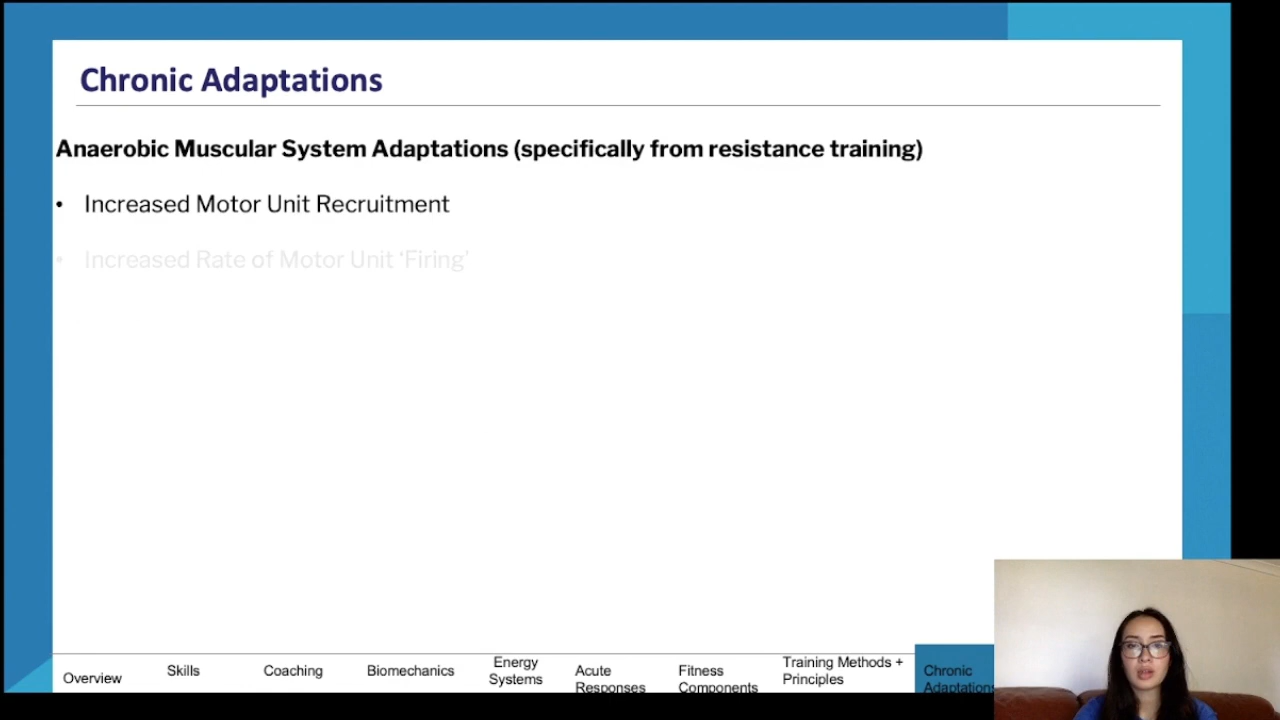 Chronic Adaptations
Anaerobic Muscular System Adaptations (specifically from resistance training)
• Increased Motor Unit Recruitment
• Increased Rate of Motor Unit ‘Firing’
Overview
Skills
Coaching
Biomechanics
Energy
Systems
Acute
Responses
Fitness
Components
Training Methods +
Principles
Chronic
Adaptations